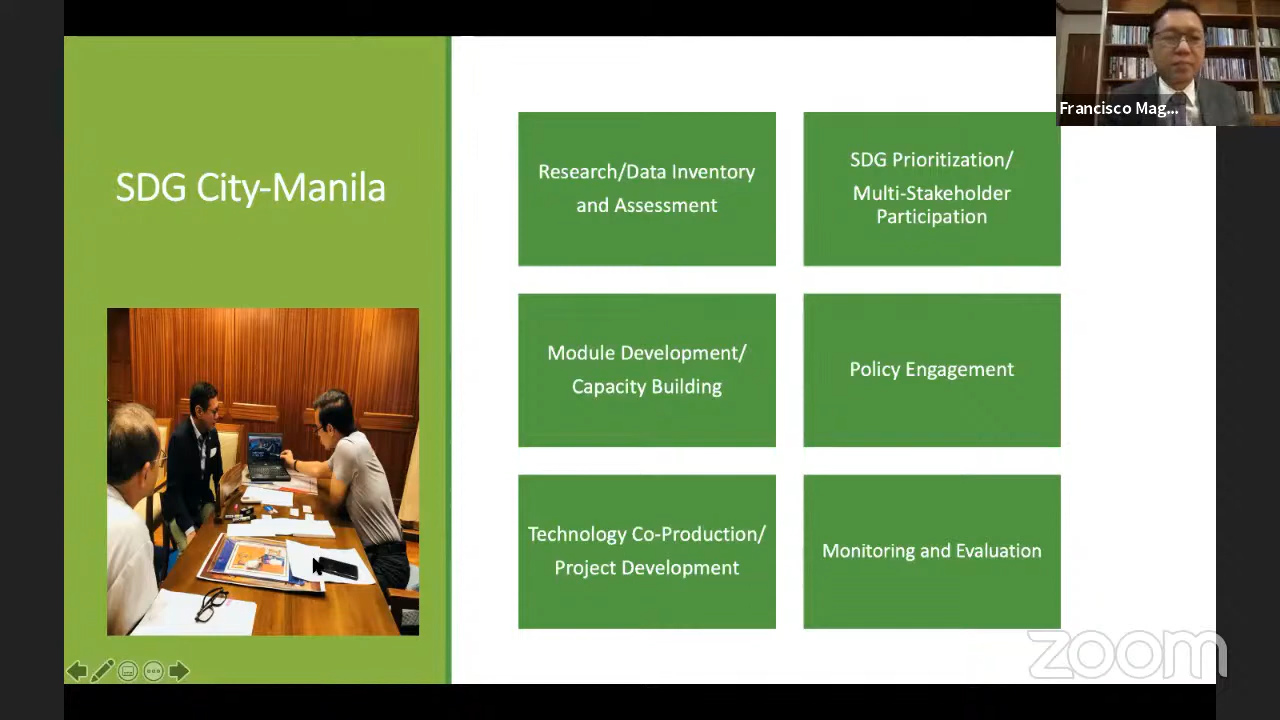 Francisco Mag...
SDG City-Manila
Research/Data Inventory
and Assessment
SDG Prioritization/
Multi-Stakeholder
Participation
Module Development/
Capacity Building
Policy Engagement
Technology Co-Production/
Project Development
Monitoring and Evaluation
zoom